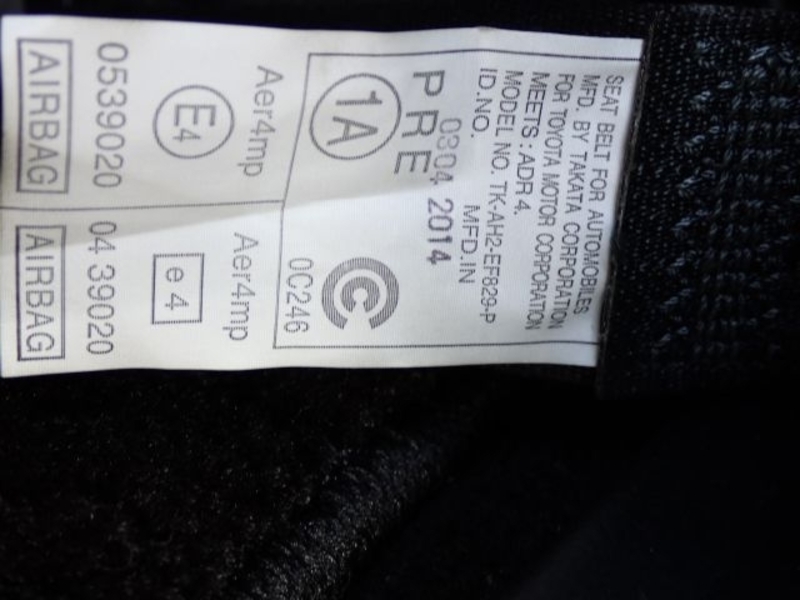 SEAT BELT FOR AUTOMOBILES
MFD. BY TAKATA CORPORATION
FOR TOYOTA MOTOR CORPORATION
MEETS : ADR 4.
MODEL NO. TK-AH2-EF829-P
ID.NO. MFD.IN
0304 2014
PRE
1A
0C246
Aer4mp Aer4mp
E4 e 4
0539020 04 39020
AIRBAG AIRBAG